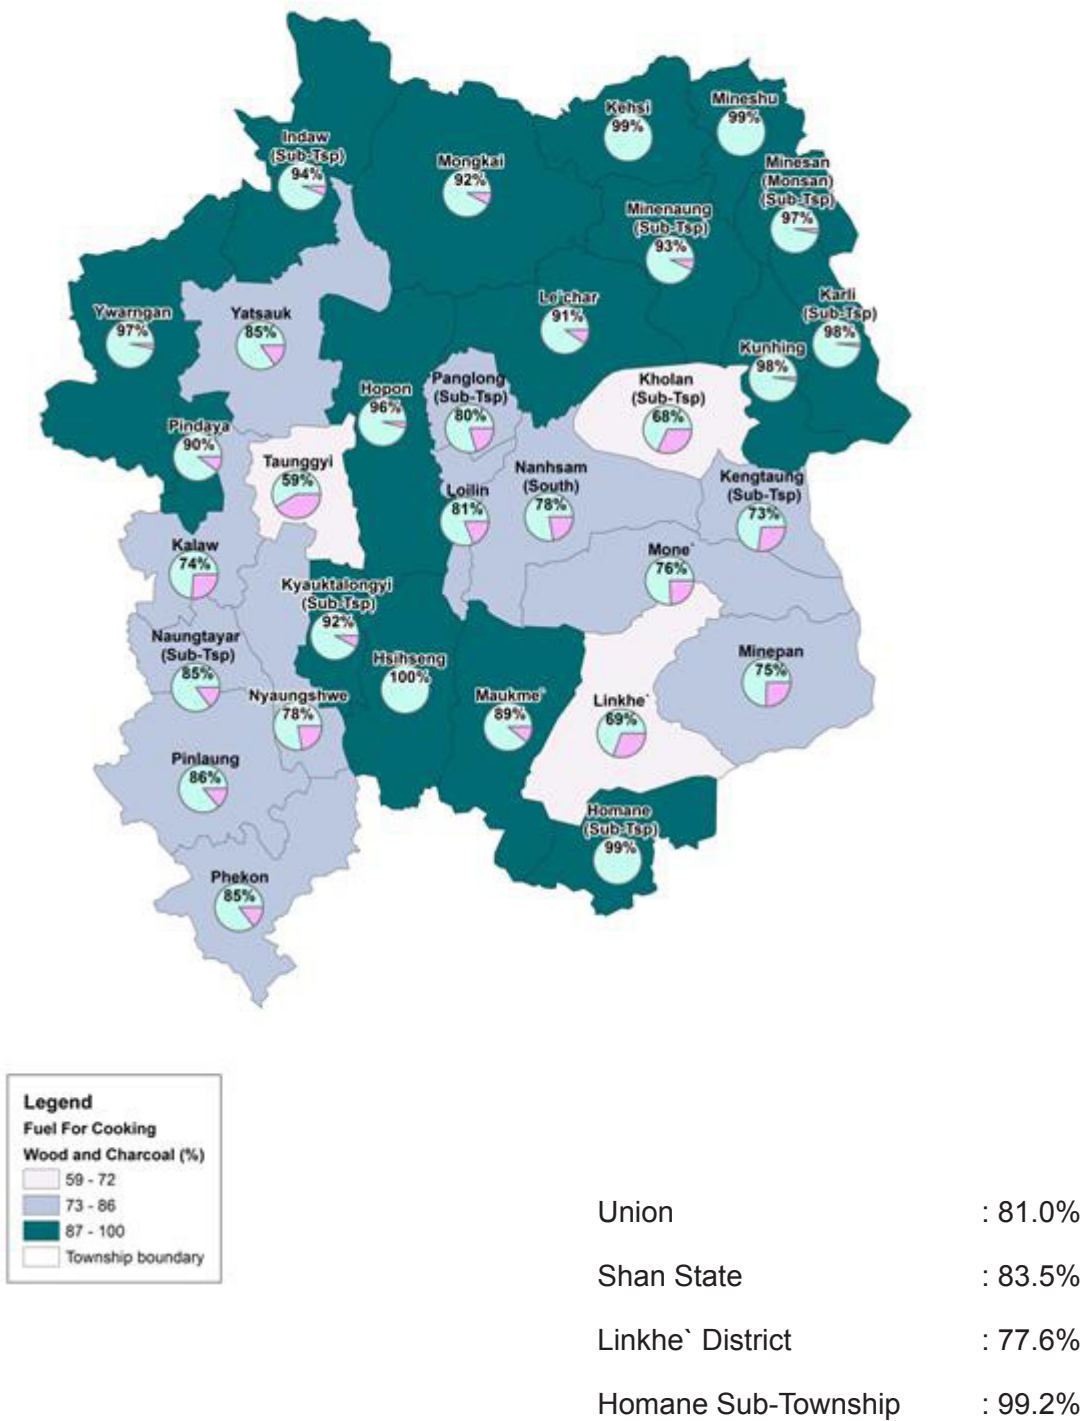 Kehsi
99%
Mineshu
99%
Indaw
(Sub-Tsp)
94%
Mongkai
92%
Minesan
(Monsan)
(Sub-Tsp)
97%
Minenaung
(Sub-Tsp)
93%
Ywarngan
97%
Yatsauk
85%
Le'char
91%
Karli
(Sub-Tsp)
98%
Kunhing
98%
Hopon
96%
Panglong
(Sub-Tsp)
80%
Kholan
(Sub-Tsp)
68%
Pindaya
90%
Taunggyi
59%
Loilin
81%
Nanhsam
(South)
78%
Kengtaung
(Sub-Tsp)
73%
Kalaw
74%
Mone`
76%
Kyauktalongyi
(Sub-Tsp)
92%
Naungtayar
(Sub-Tsp)
85%
Hsihseng
100%
Minepan
75%
Nyaungshwe
78%
Maukme`
89%
Linkhe`
69%
Pinlaung
86%
Homane
(Sub-Tsp)
99%
Phekon
85%
Legend
Fuel For Cooking
Wood and Charcoal (%)
59 - 72
73 - 86
87 - 100
Township boundary
Union : 81.0%
Shan State : 83.5%
Linkhe` District : 77.6%
Homane Sub-Township : 99.2%